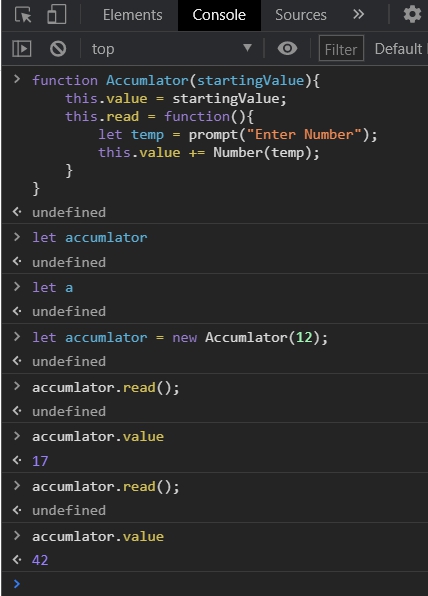 Elements Console Sources »
top ▼ Filter Default
> function Accumlator(startingValue){
this.value = startingValue;
this.read = function(){
let temp = prompt("Enter Number");
this.value += Number(temp);
}
}
<· undefined
> let accumlator
<· undefined
> let a
<· undefined
> let accumlator = new Accumlator(12);
<· undefined
> accumlator.read();
<· undefined
> accumlator.value
<· 17
> accumlator.read();
<· undefined
> accumlator.value
<· 42
>